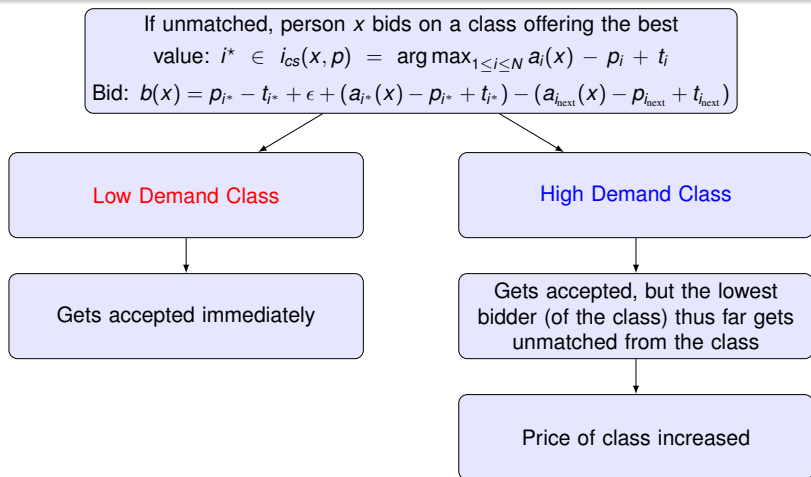 If unmatched, person x bids on a class offering the best
value: i⋆ ∈ i_cs(x, p) = arg max_{1≤i≤N} a_i(x) − p_i + t_i
Bid: b(x) = p_{i*} − t_{i*} + ϵ + (a_{i*}(x) − p_{i*} + t_{i*}) − (a_{i_next}(x) − p_{i_next} + t_{i_next})
Low Demand Class
High Demand Class
Gets accepted immediately
Gets accepted, but the lowest
bidder (of the class) thus far gets
unmatched from the class
Price of class increased